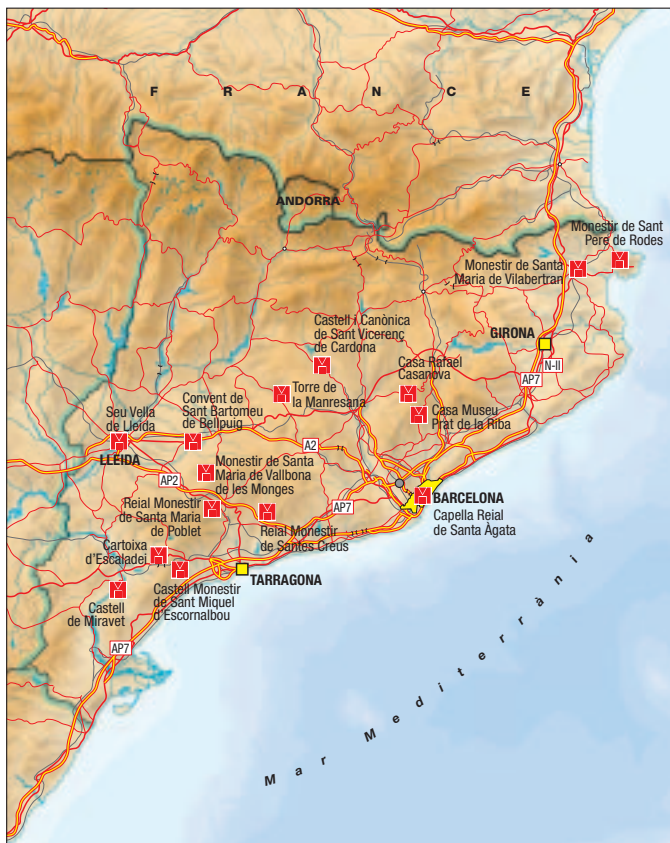 F R A N C E
ANDORRA
Monestir de Sant
Pere de Rodes
Monestir de Santa
Maria de Vilabertran
GIRONA
N-II
AP7
Castell i Canònica
de Sant Vicerenç
de Cardona
Casa Rafael
Casanova
Torre de
la Manresana
Casa Museu
Prat de la Riba
Convent de
Sant Bartomeu
de Bellpuig
Seu Vella
de Lleida
LLEIDA
A2
AP2
Monestir de Santa
Maria de Vallbona
de les Monges
BARCELONA
Capella Reial
de Santa Àgata
AP7
Reial Monestir
de Santa Maria
de Poblet
Reial Monestir
de Santes Creus
Cartoixa
d'Escaladei
TARRAGONA
Castell Monestir
de Sant Miquel
d'Escornalbou
Castell
de Miravet
AP7
Mar Mediterrània